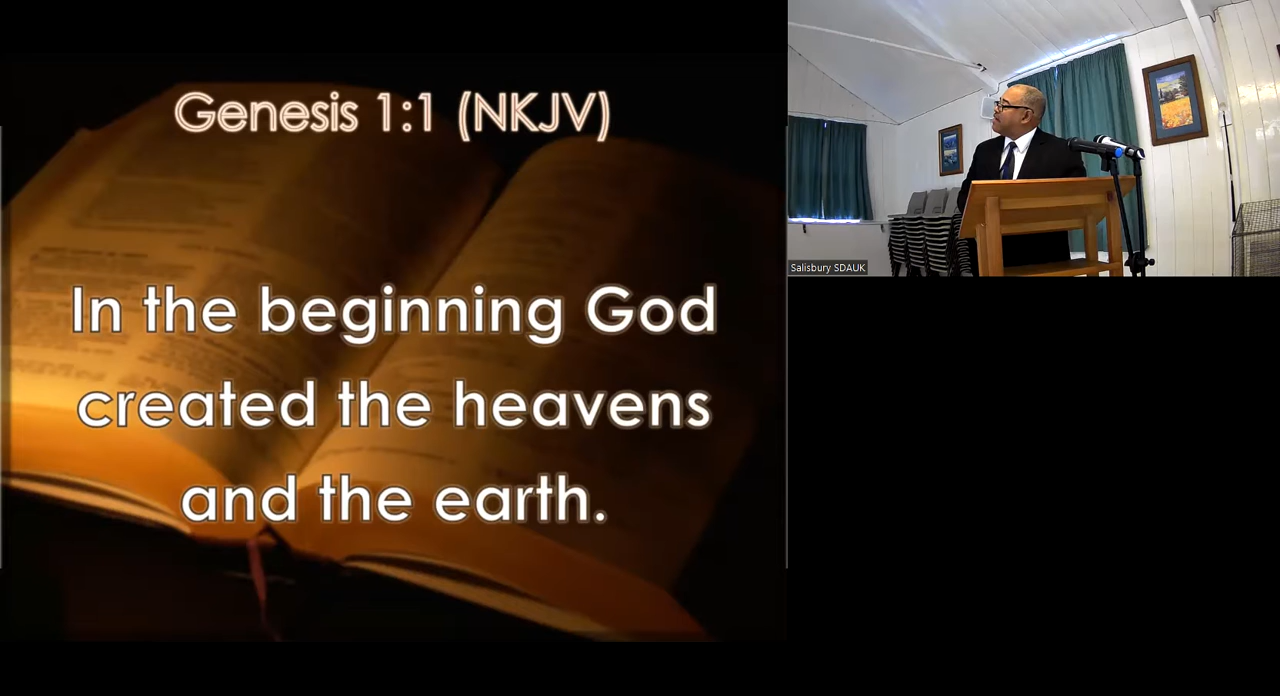 Genesis 1:1 (NKJV)
In the beginning God
created the heavens
and the earth.
Salisbury SDAUK